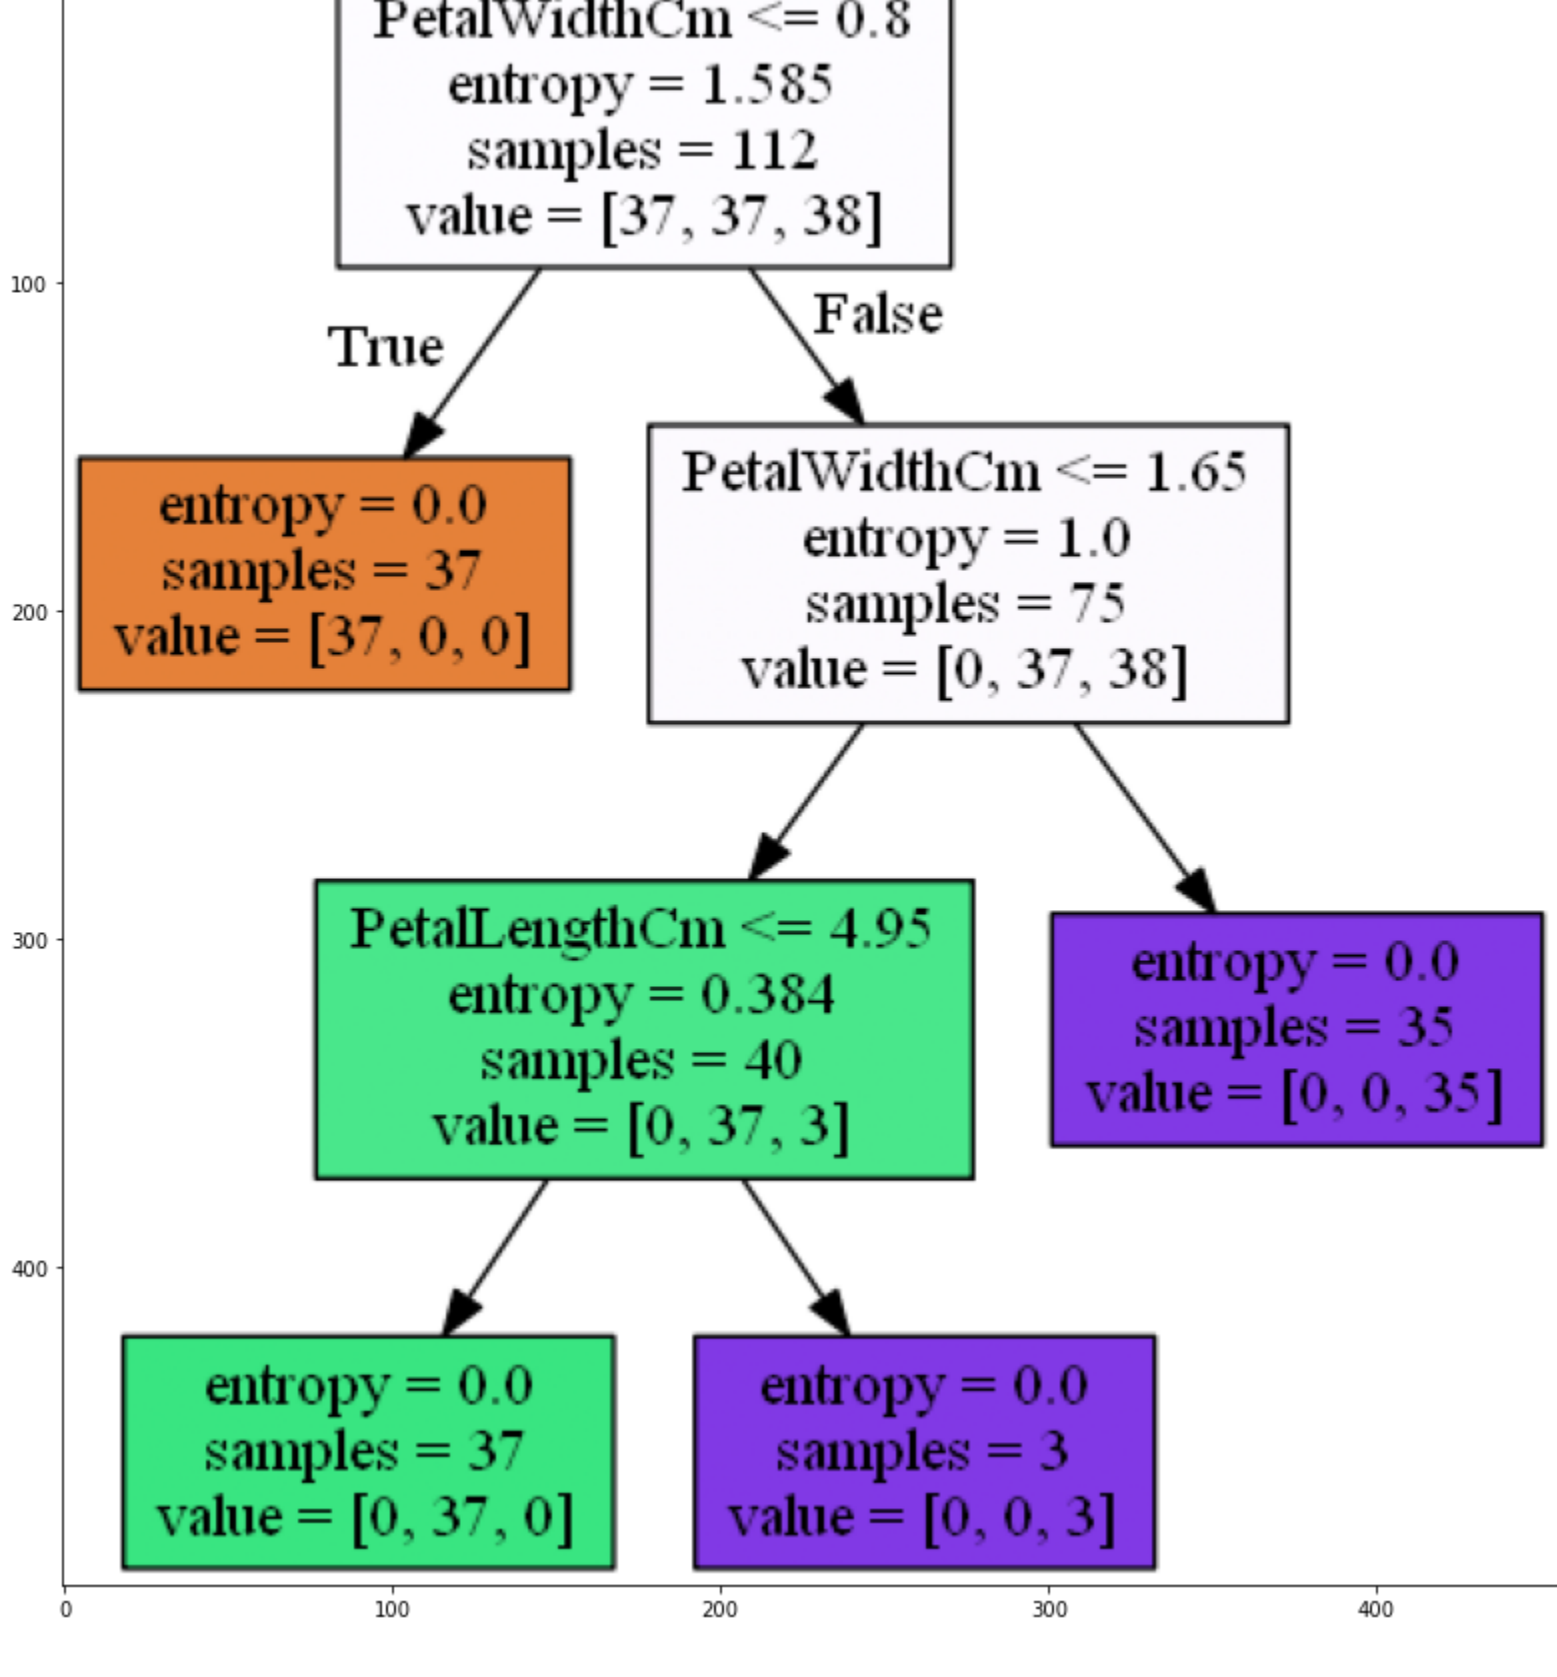 PetalWidthCm <= 0.8
entropy = 1.585
samples = 112
value = [37, 37, 38]
100
True
False
entropy = 0.0
samples = 37
value = [37, 0, 0]
PetalWidthCm <= 1.65
entropy = 1.0
samples = 75
value = [0, 37, 38]
200
PetalLengthCm <= 4.95
entropy = 0.384
samples = 40
value = [0, 37, 3]
entropy = 0.0
samples = 35
value = [0, 0, 35]
300
400
entropy = 0.0
samples = 37
value = [0, 37, 0]
entropy = 0.0
samples = 3
value = [0, 0, 3]
0 100 200 300 400